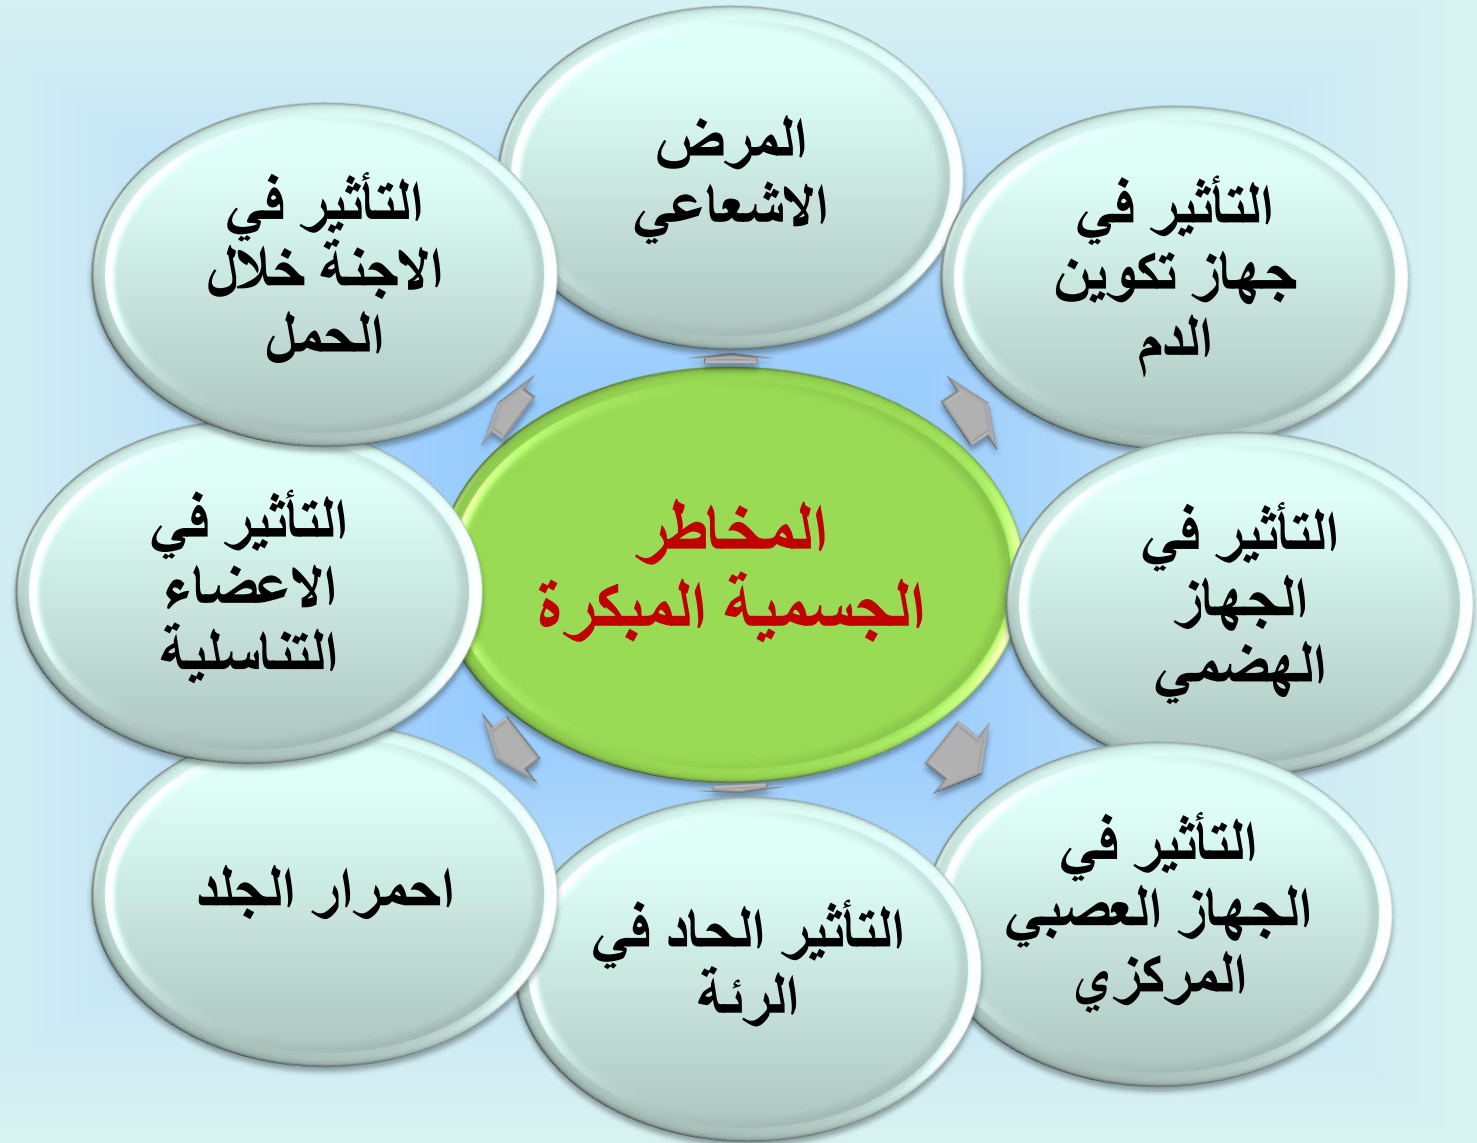 المرض
الاشعاعي
التأثير في
جهاز تكوين
الدم
التأثير في
الجهاز
الهضمي
التأثير في
الجهاز العصبي
المركزي
التأثير الحاد في
الرئة
احمرار الجلد
التأثير في
الاعضاء
التناسلية
التأثير في
الاجنة خلال
الحمل
المخاطر
الجسمية المبكرة